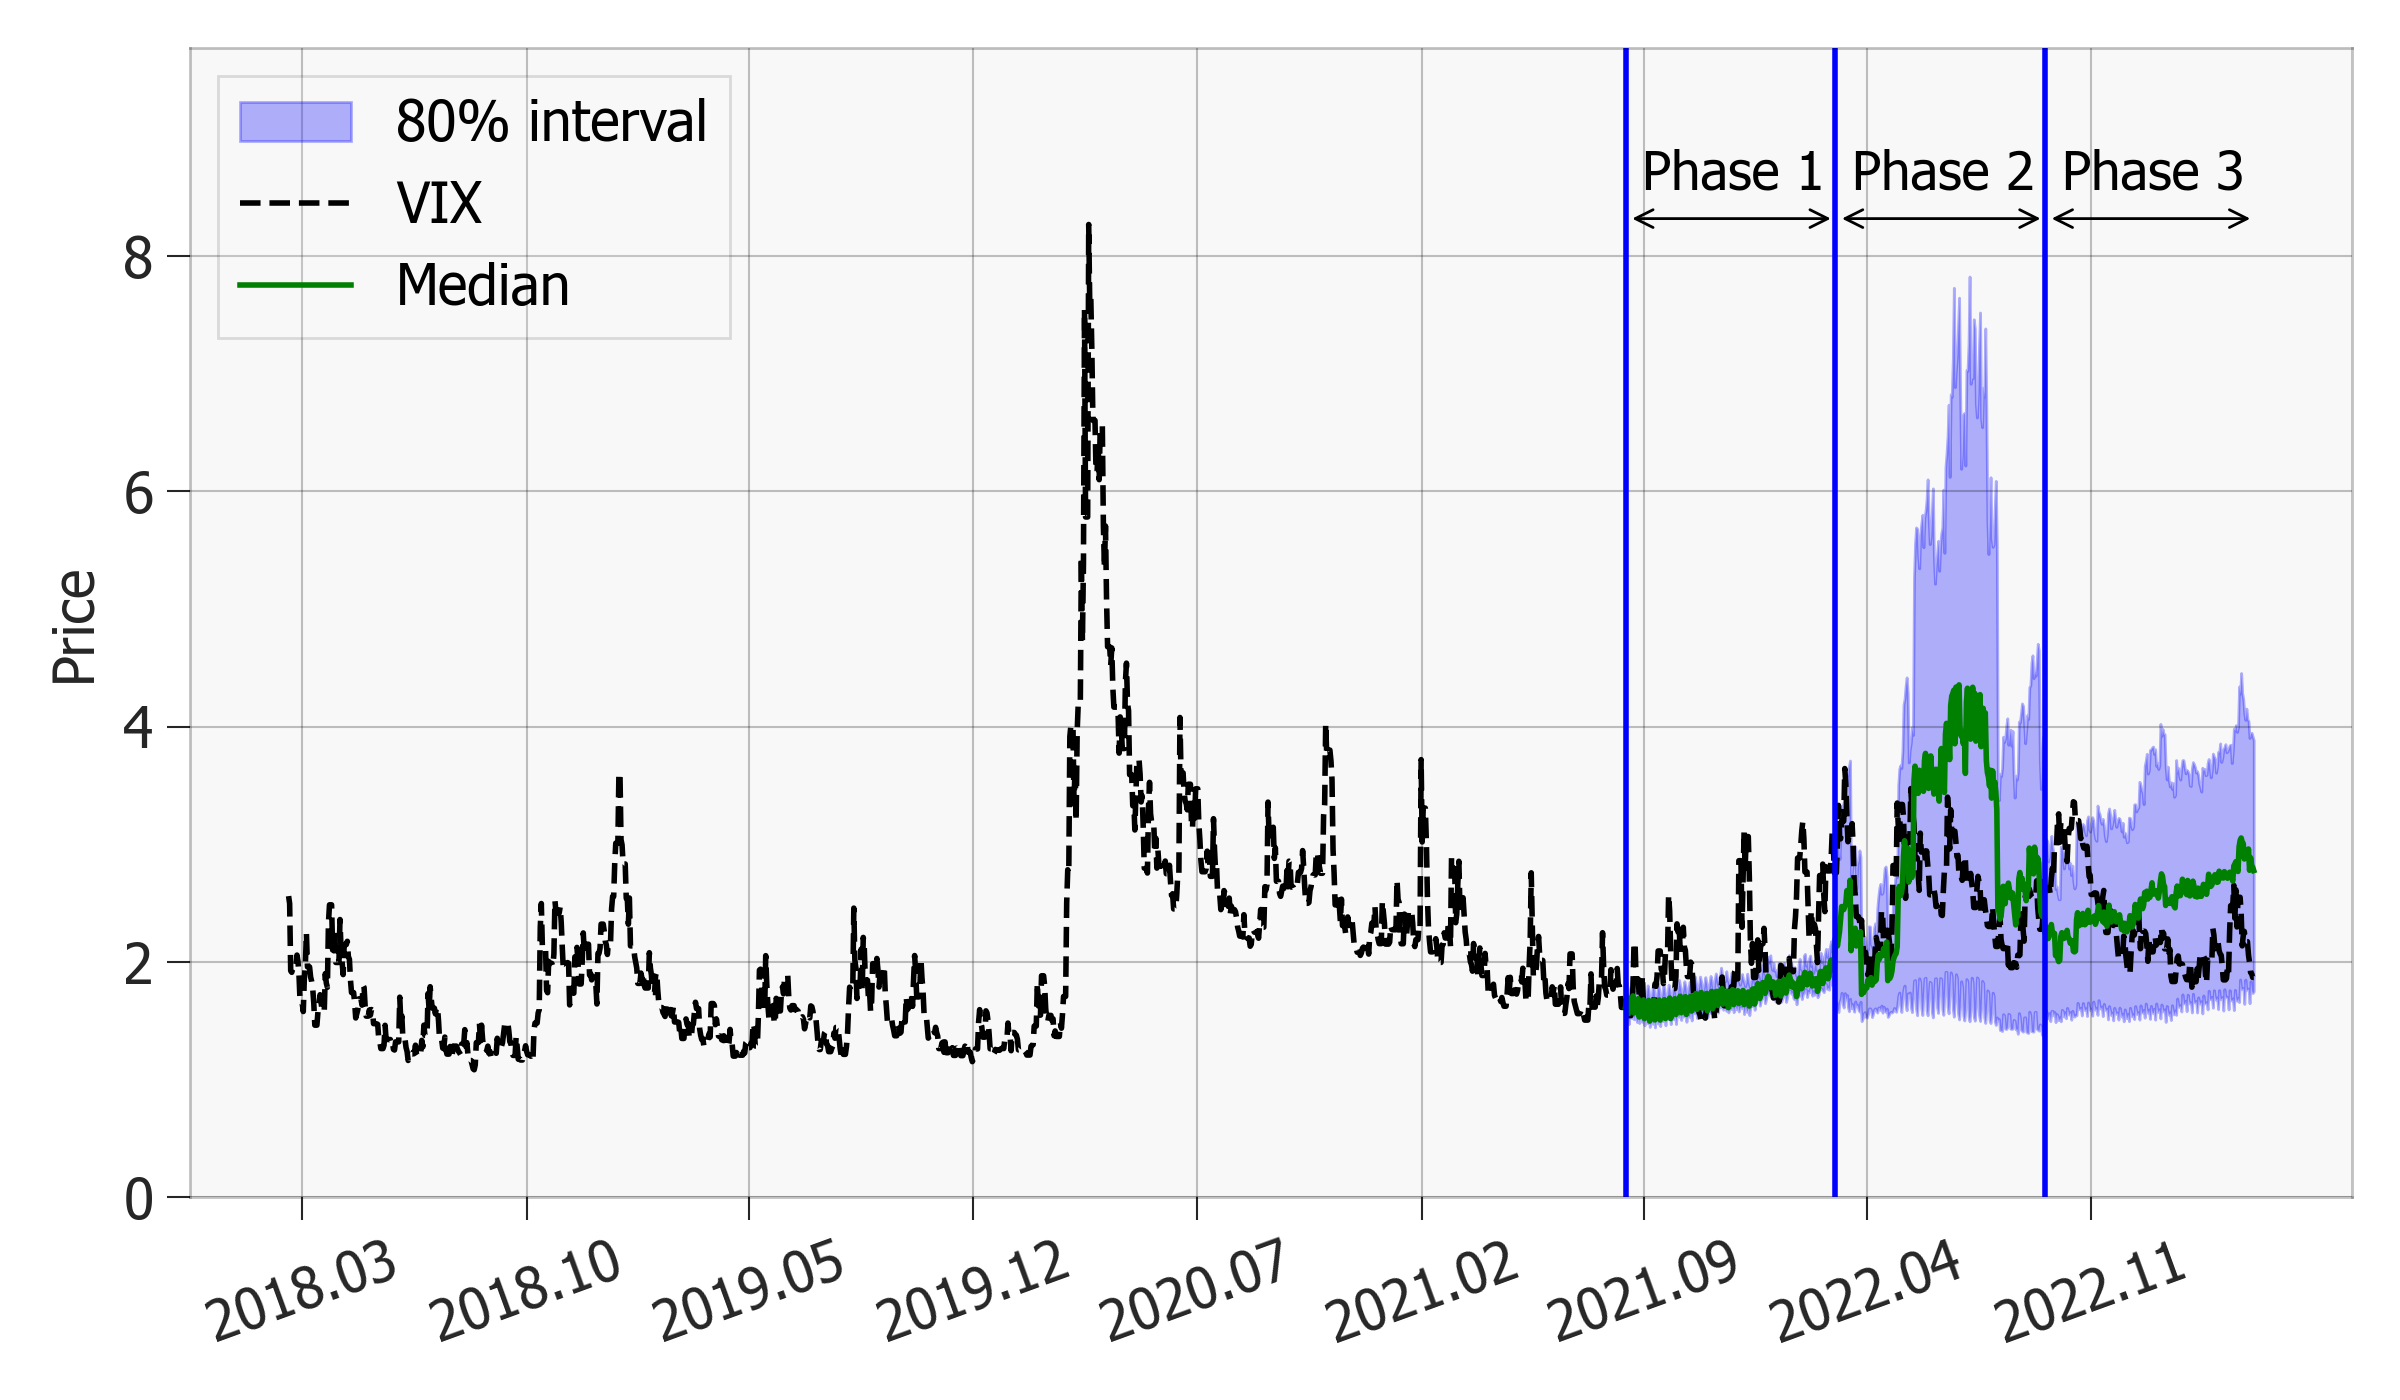 80% interval
VIX
Median
Phase 1
Phase 2
Phase 3
Price
8
6
4
2
0
2018.03
2018.10
2019.05
2019.12
2020.07
2021.02
2021.09
2022.04
2022.11